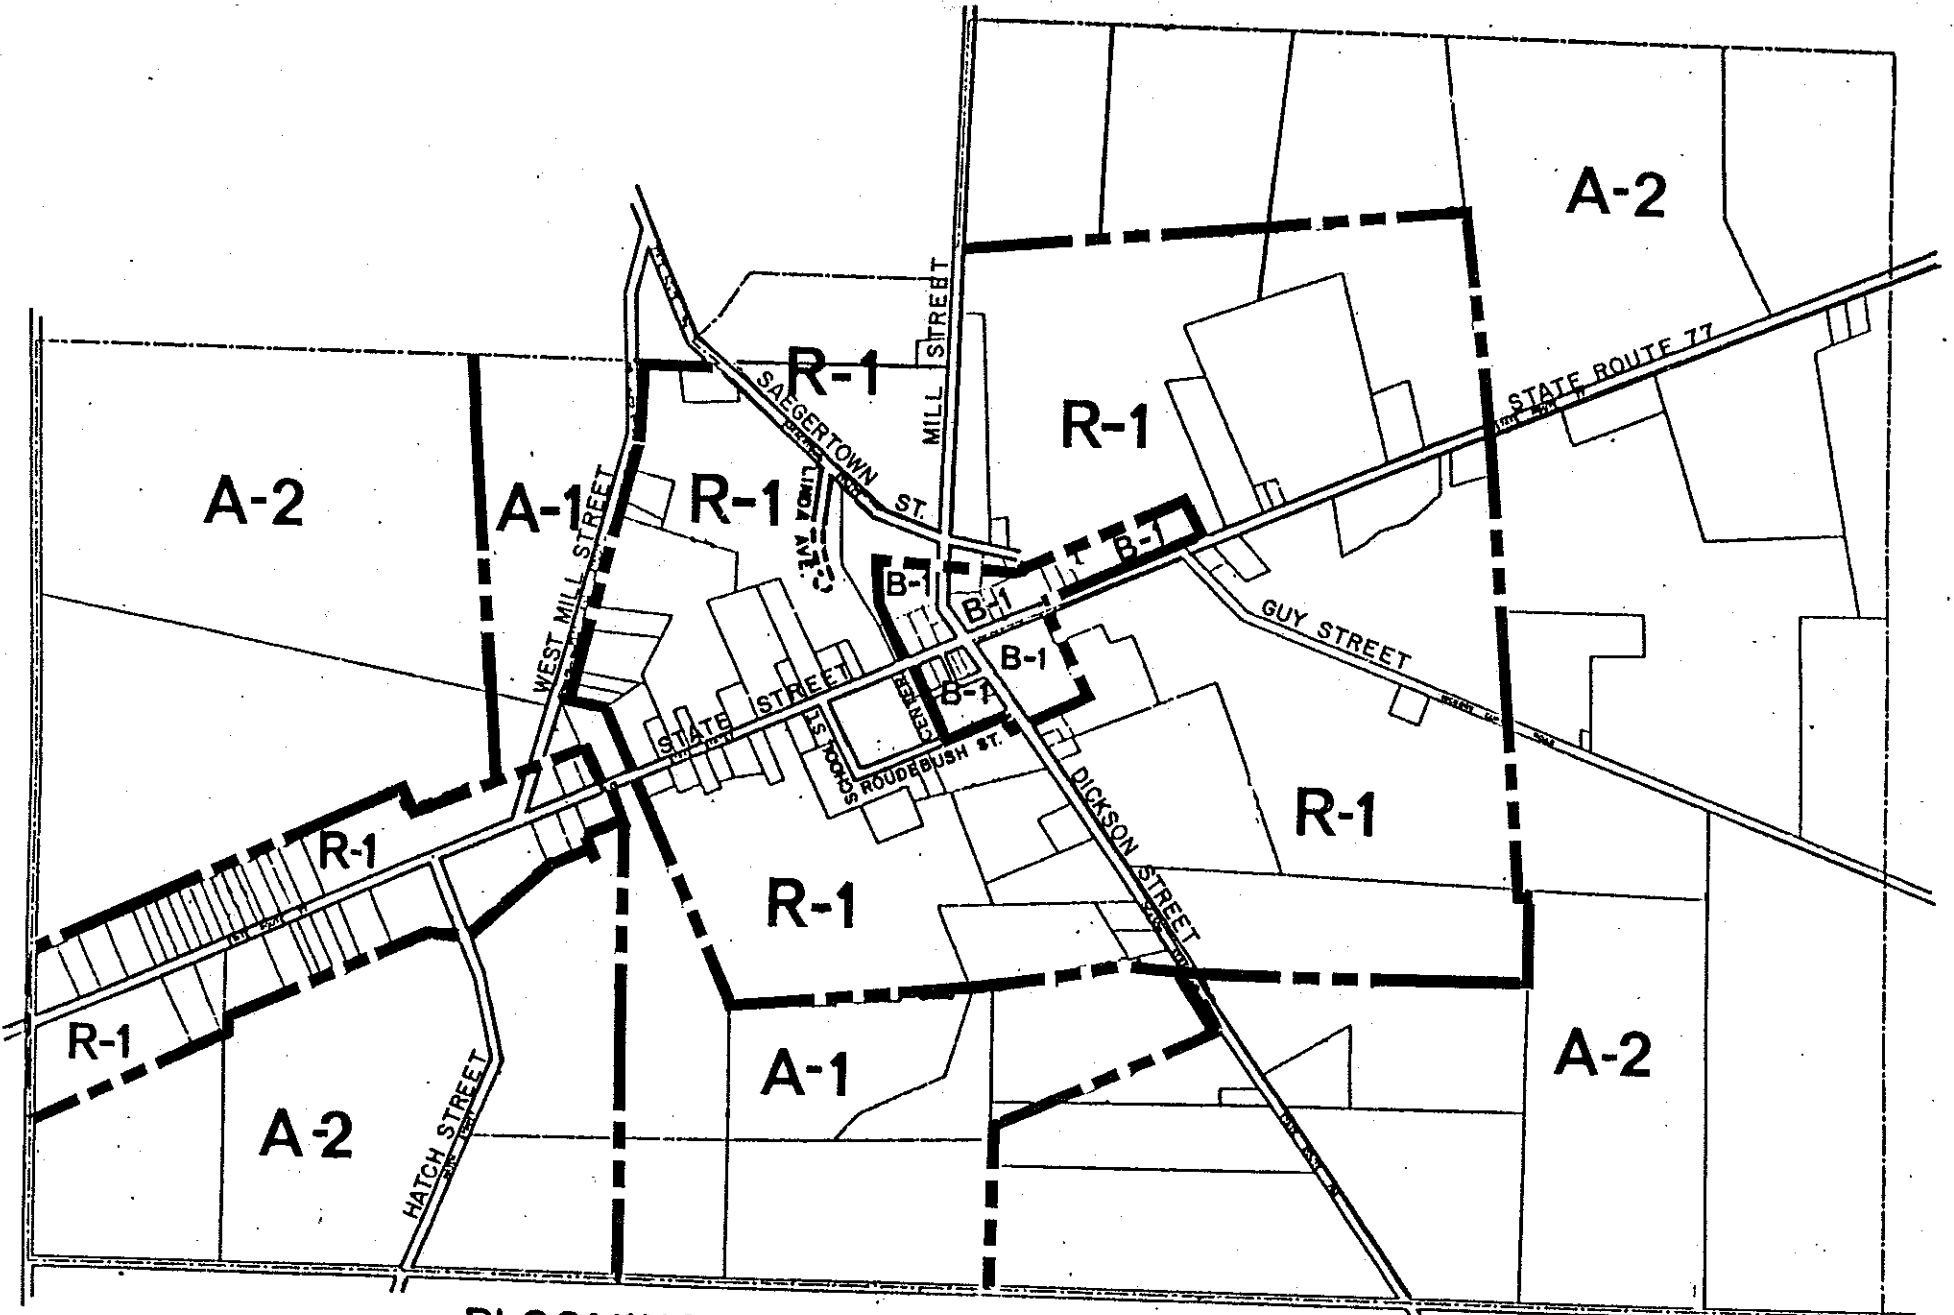 A-2
MILL STREET
R-1
STATE ROUTE 77
SAEGERTOWN ST.
R-1
A-2
A-1
R-1
LINDA AVE.
WEST MILL STREET
B-1
B-1
B-1
GUY STREET
B-1
B-1
CENTER
STATE STREET
SCHOOL ST.
ROUDEBUSH ST.
DICKSON STREET
R-1
R-1
R-1
R-1
A-1
A-2
A-2
HATCH STREET